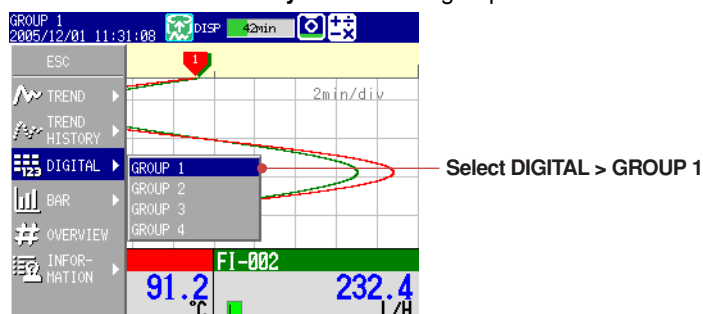 GROUP 1
2005/12/01 11:31:08 DISP 42min
ESC
1
TREND
2min/div
TREND
HISTORY
DIGITAL
GROUP 1
Select DIGITAL > GROUP 1
GROUP 2
BAR
GROUP 3
OVERVIEW
GROUP 4
INFOR-
MATION
FI-002
91.2
232.4
°C
L/H